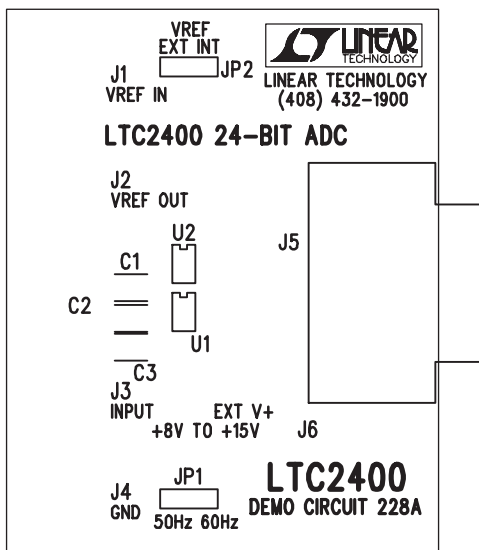 VREF
EXT INT
JP2
J1
VREF IN
LINEAR
TECHNOLOGY
LINEAR TECHNOLOGY
(408) 432-1900
LTC2400 24-BIT ADC
J2
VREF OUT
U2
J5
C1
C2
U1
C3
J3
INPUT
EXT V+
+8V TO +15V
J6
JP1
J4
GND
50Hz 60Hz
LTC2400
DEMO CIRCUIT 228A